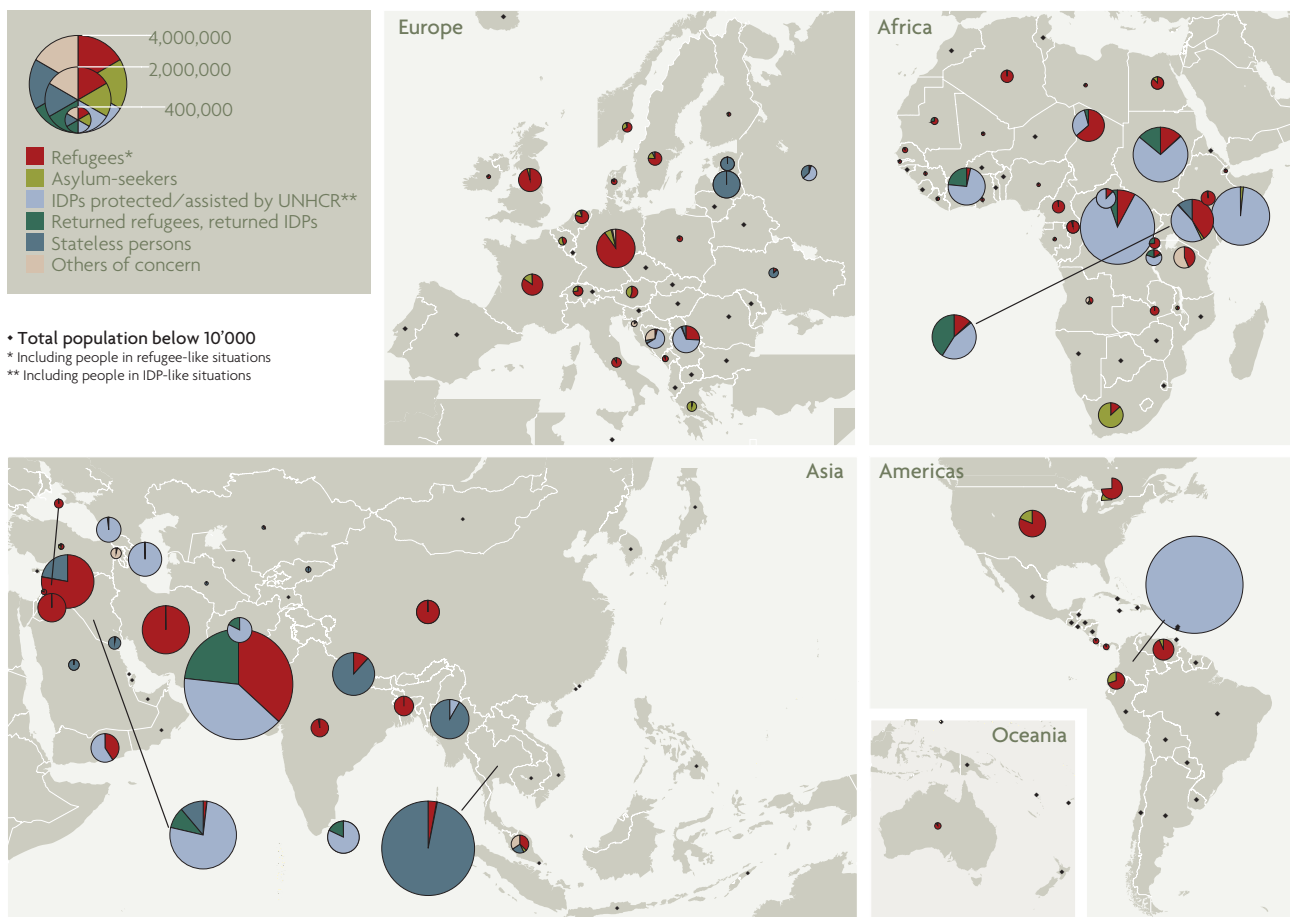 4,000,000
2,000,000
400,000
Refugees*
Asylum-seekers
IDPs protected/assisted by UNHCR**
Returned refugees, returned IDPs
Stateless persons
Others of concern
Total population below 10’000
* Including people in refugee-like situations
** Including people in IDP-like situations
Europe
Africa
Asia
Americas
Oceania